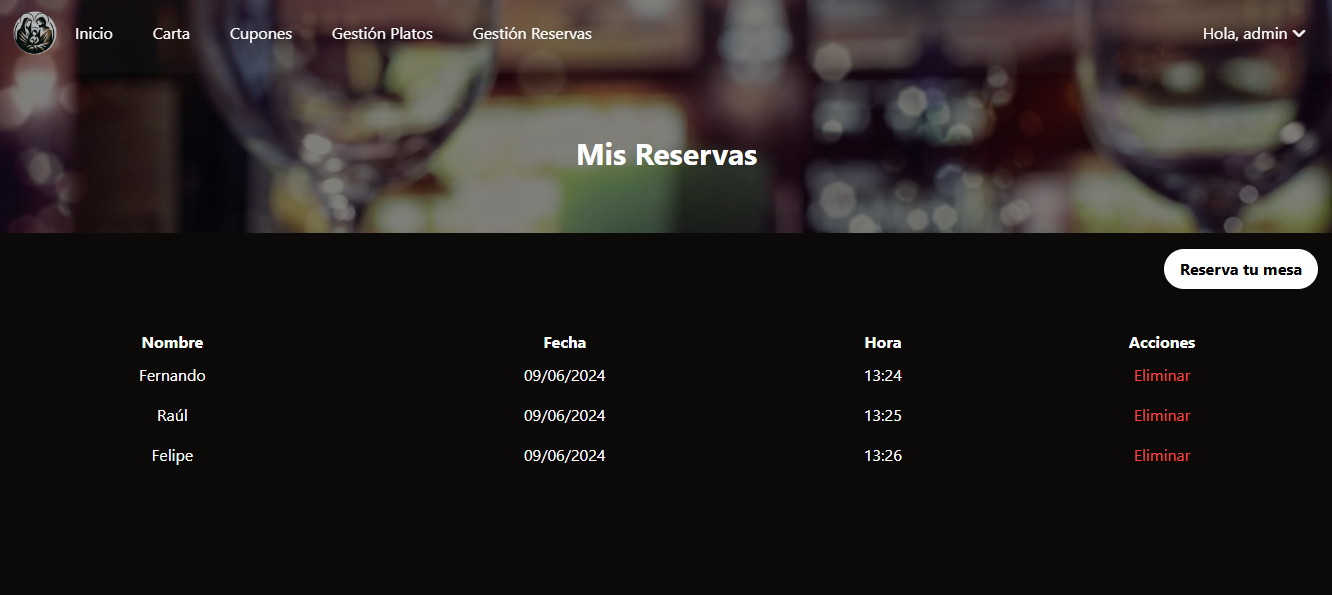 Inicio Carta Cupones Gestión Platos Gestión Reservas Hola, admin
Mis Reservas
Reserva tu mesa
Nombre Fecha Hora Acciones
Fernando 09/06/2024 13:24 Eliminar
Raúl 09/06/2024 13:25 Eliminar
Felipe 09/06/2024 13:26 Eliminar